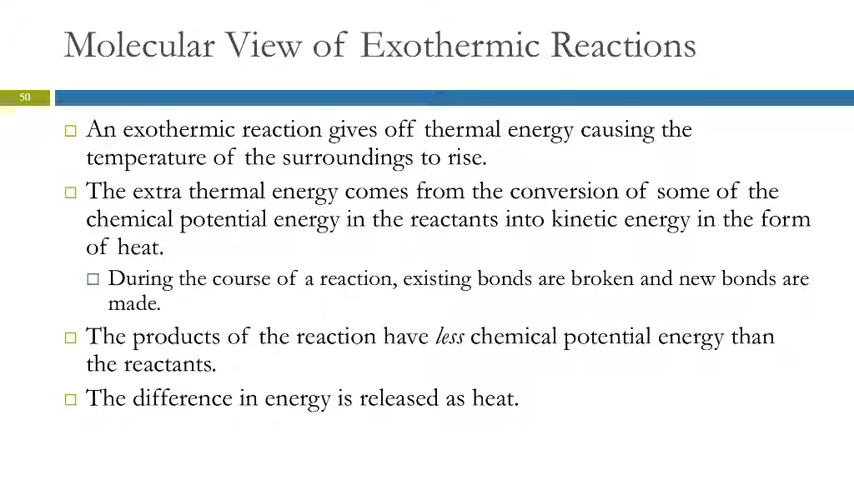 Molecular View of Exothermic Reactions
50
An exothermic reaction gives off thermal energy causing the
temperature of the surroundings to rise.
The extra thermal energy comes from the conversion of some of the
chemical potential energy in the reactants into kinetic energy in the form
of heat.
During the course of a reaction, existing bonds are broken and new bonds are
made.
The products of the reaction have less chemical potential energy than
the reactants.
The difference in energy is released as heat.